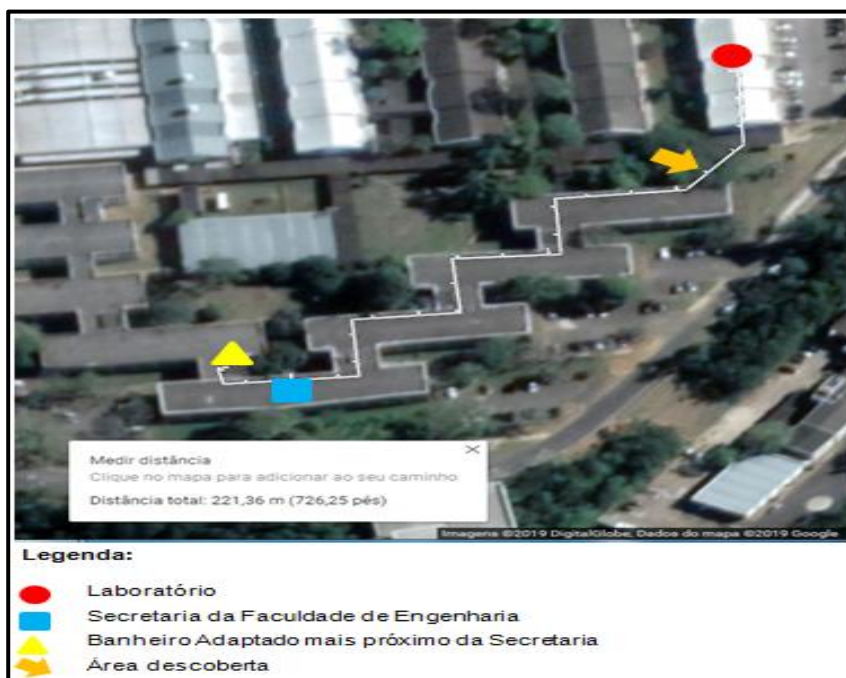 Medir distância
Clique no mapa para adicionar ao seu caminho
Distância total: 221,36 m (726,25 pés)
Imagens ©2019 DigitalGlobe, Dados do mapa ©2019 Google
Legenda:
Laboratório
Secretaria da Faculdade de Engenharia
Banheiro Adaptado mais próximo da Secretaria
Área descoberta